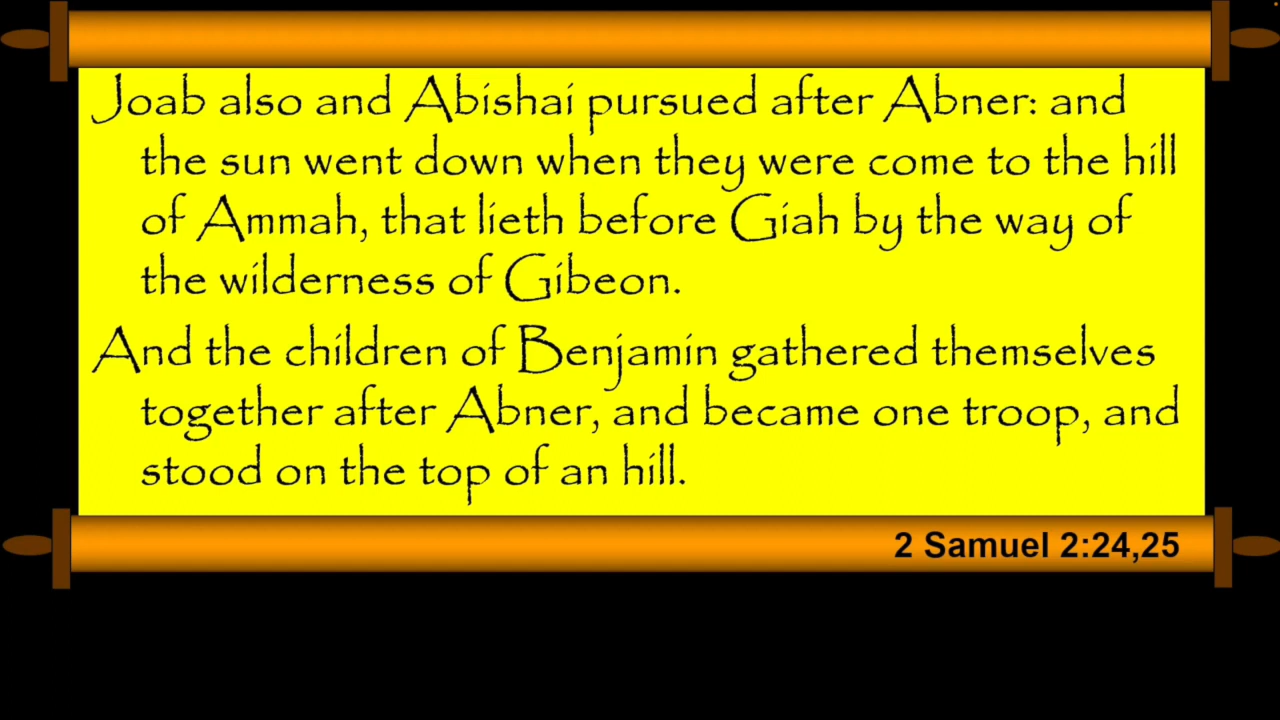 Joab also and Abishai pursued after Abner: and
the sun went down when they were come to the hill
of Ammah, that lieth before Giah by the way of
the wilderness of Gibeon.
And the children of Benjamin gathered themselves
together after Abner, and became one troop, and
stood on the top of an hill.
2 Samuel 2:24,25